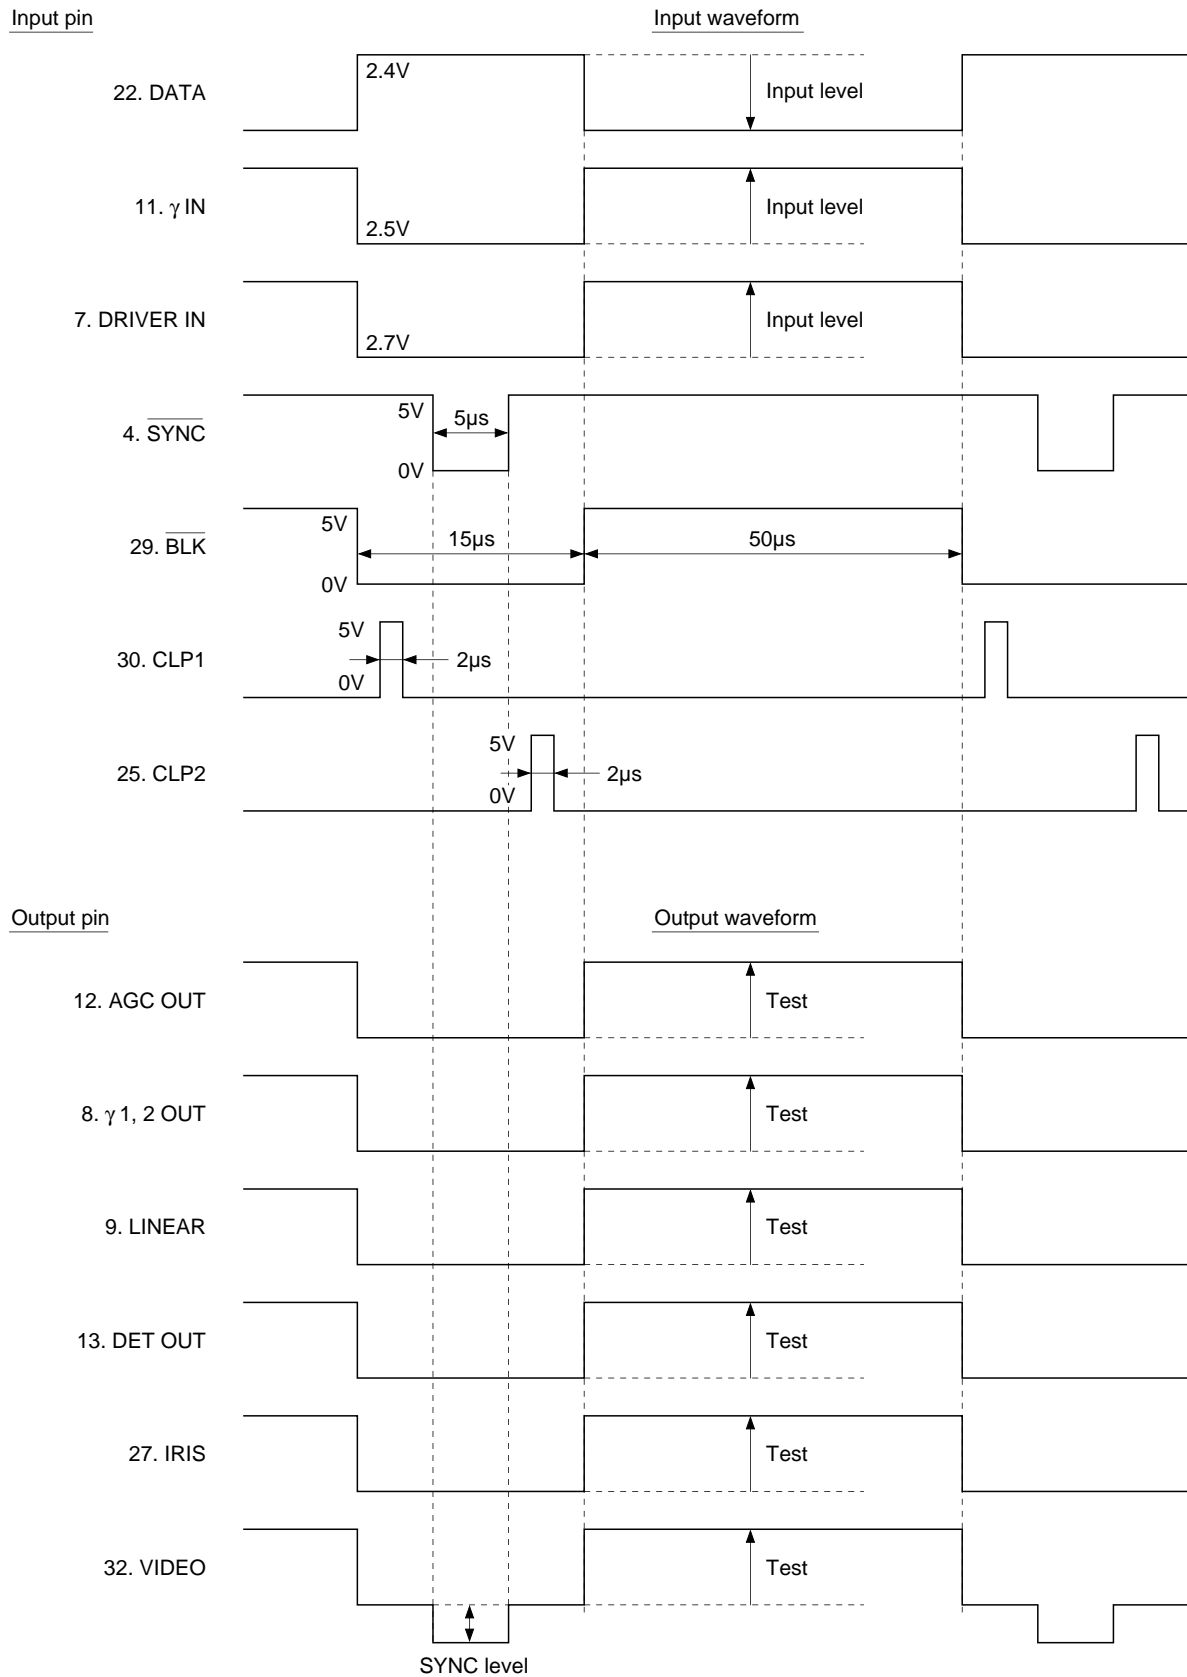 Input pin
Input waveform
22. DATA
2.4V
Input level
11. γ IN
2.5V
Input level
7. DRIVER IN
2.7V
Input level
4. SYNC
5V
0V
5µs
29. BLK
5V
0V
15µs
50µs
30. CLP1
5V
0V
2µs
25. CLP2
5V
0V
2µs
Output pin
Output waveform
12. AGC OUT
Test
8. γ 1, 2 OUT
Test
9. LINEAR
Test
13. DET OUT
Test
27. IRIS
Test
32. VIDEO
Test
SYNC level